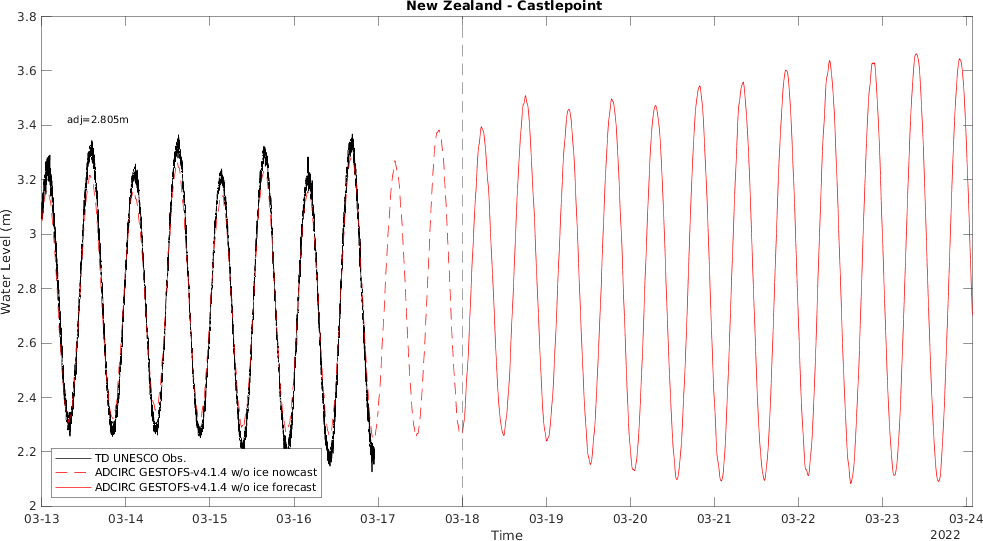 New Zealand - Castlepoint
3.8
3.6
3.4
3.2
3
2.8
2.6
2.4
2.2
2
Water Level (m)
adj=2.805m
TD UNESCO Obs.
ADCIRC GESTOFS-v4.1.4 w/o ice nowcast
ADCIRC GESTOFS-v4.1.4 w/o ice forecast
03-13 03-14 03-15 03-16 03-17 03-18 03-19 03-20 03-21 03-22 03-23 03-24
Time
2022